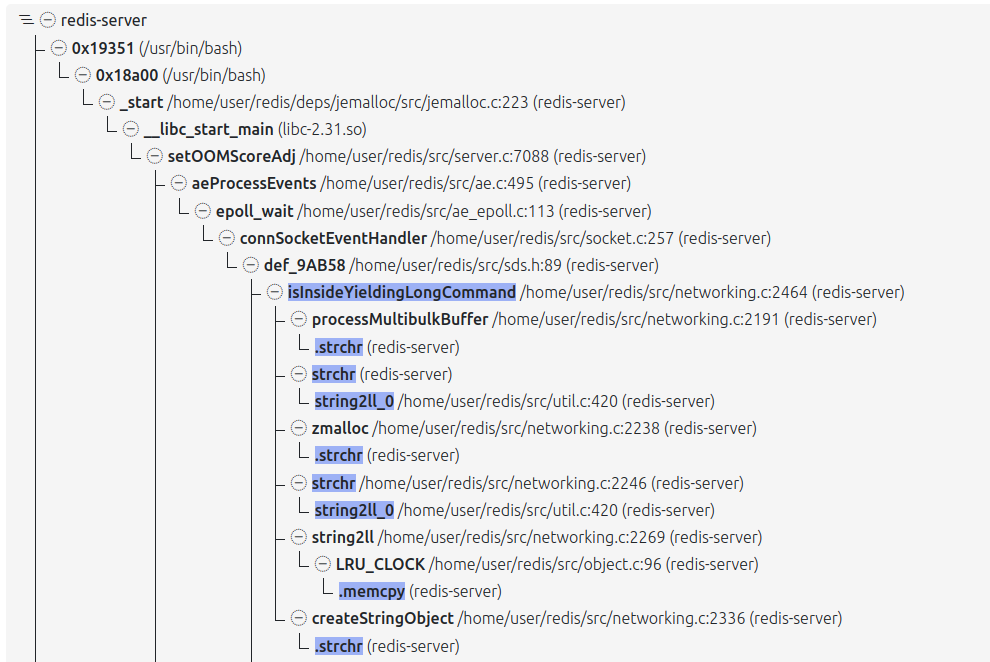 redis-server
0x19351 (/usr/bin/bash)
0x18a00 (/usr/bin/bash)
_start /home/user/redis/deps/jemalloc/src/jemalloc.c:223 (redis-server)
__libc_start_main (libc-2.31.so)
setOOMScoreAdj /home/user/redis/src/server.c:7088 (redis-server)
aeProcessEvents /home/user/redis/src/ae.c:495 (redis-server)
epoll_wait /home/user/redis/src/ae_epoll.c:113 (redis-server)
connSocketEventHandler /home/user/redis/src/socket.c:257 (redis-server)
def_9AB58 /home/user/redis/src/sds.h:89 (redis-server)
isInsideYieldingLongCommand /home/user/redis/src/networking.c:2464 (redis-server)
processMultibulkBuffer /home/user/redis/src/networking.c:2191 (redis-server)
.strchr (redis-server)
strchr (redis-server)
string2ll_0 /home/user/redis/src/util.c:420 (redis-server)
zmalloc /home/user/redis/src/networking.c:2238 (redis-server)
.strchr (redis-server)
strchr /home/user/redis/src/networking.c:2246 (redis-server)
string2ll_0 /home/user/redis/src/util.c:420 (redis-server)
string2ll /home/user/redis/src/networking.c:2269 (redis-server)
LRU_CLOCK /home/user/redis/src/object.c:96 (redis-server)
.memcpy (redis-server)
createStringObject /home/user/redis/src/networking.c:2336 (redis-server)
.strchr (redis-server)